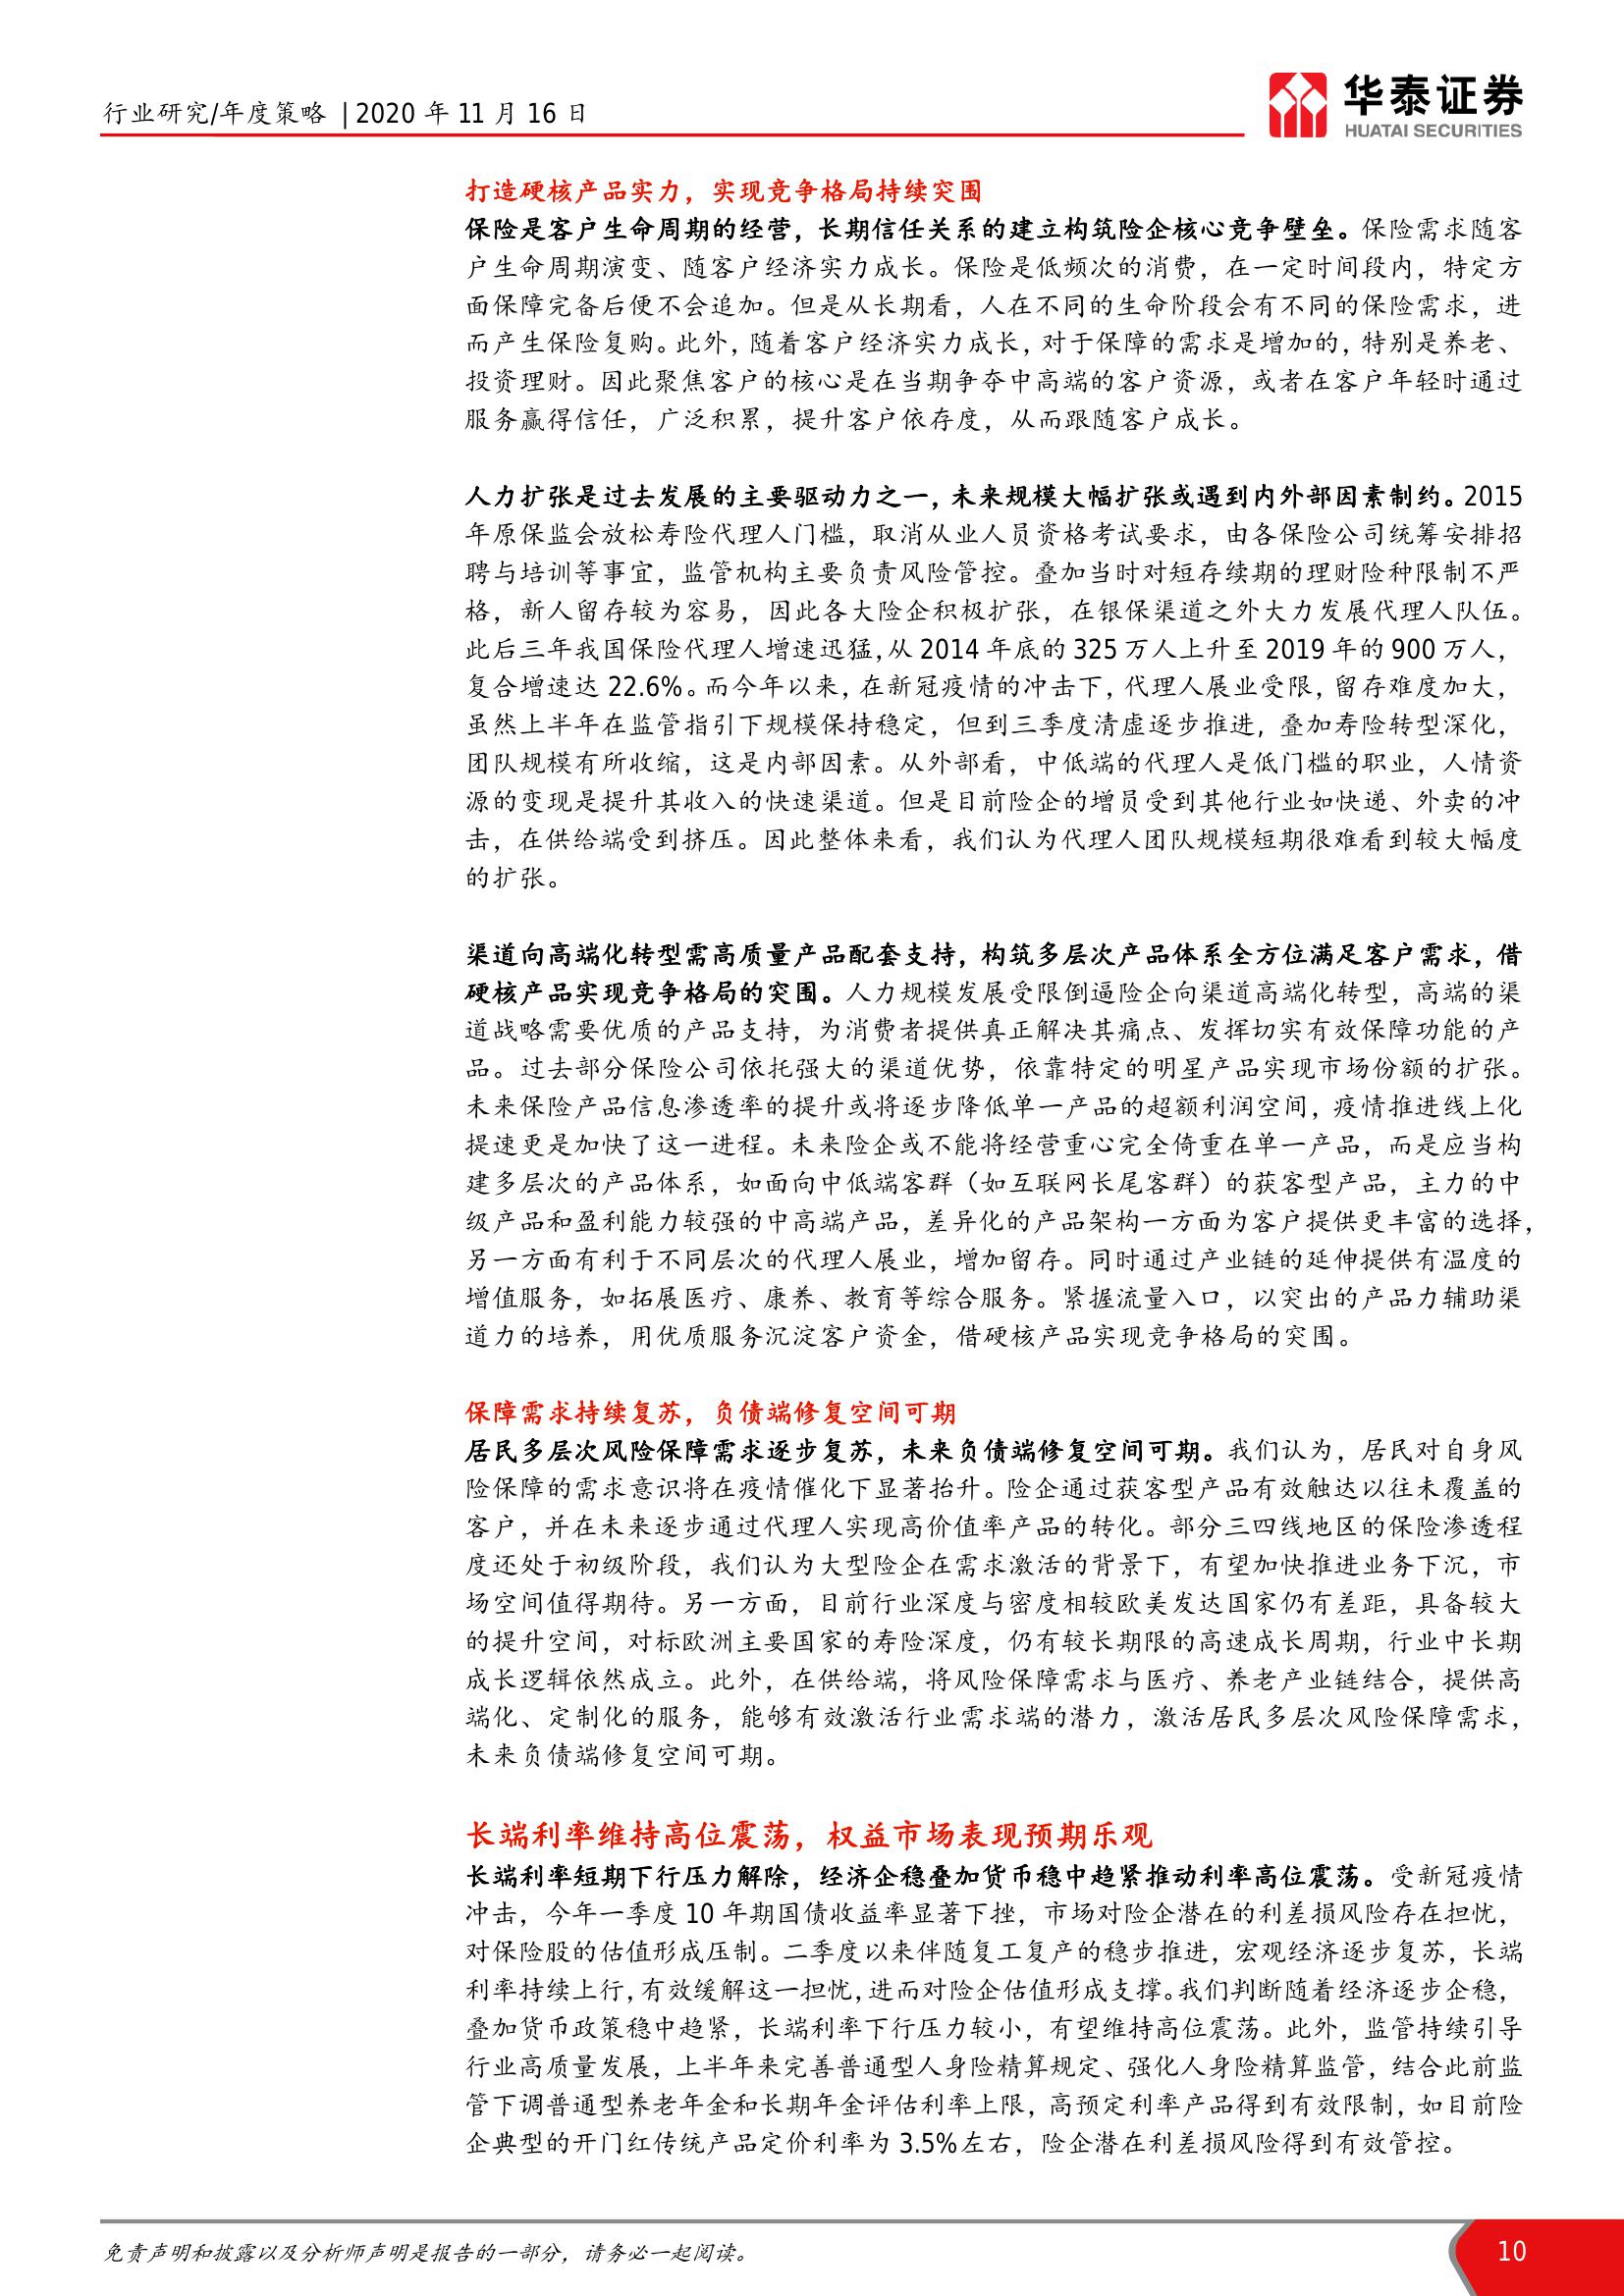 行业研究/年度策略 | 2020 年 11 月 16 日
华泰证券
HUATAI SECURITIES
打造硬核产品实力，实现竞争格局持续突围
保险是客户生命周期的经营，长期信任关系的建立构筑险企核心竞争壁垒。保险需求随客
户生命周期演变、随客户经济实力成长。保险是低频次的消费，在一定时间段内，特定方
面保障完备后便不会追加。但是从长期看，人在不同的生命阶段会有不同的保险需求，进
而产生保险复购。此外，随着客户经济实力成长，对于保障的需求是增加的，特别是养老、
投资理财。因此聚焦客户的核心是在当期争夺中高端的客户资源，或者在客户年轻时通过
服务赢得信任，广泛积累，提升客户依存度，从而跟随客户成长。
人力扩张是过去发展的主要驱动力之一，未来规模大幅扩张或遇到内外部因素制约。2015
年原保监会放松寿险代理人门槛，取消从业人员资格考试要求，由各保险公司统筹安排招
聘与培训等事宜，监管机构主要负责风险管控。叠加当时对短存续期的理财险种限制不严
格，新人留存较为容易，因此各大险企积极扩张，在银保渠道之外大力发展代理人队伍。
此后三年我国保险代理人增速迅猛，从 2014 年底的 325 万人上升至 2019 年的 900 万人，
复合增速达 22.6%。而今年以来，在新冠疫情的冲击下，代理人展业受限，留存难度加大，
虽然上半年在监管指引下规模保持稳定，但到三季度清虚逐步推进，叠加寿险转型深化，
团队规模有所收缩，这是内部因素。从外部看，中低端的代理人是低门槛的职业，人情资
源的变现是提升其收入的快速渠道。但是目前险企的增员受到其他行业如快递、外卖的冲
击，在供给端受到挤压。因此整体来看，我们认为代理人团队规模短期很难看到较大幅度
的扩张。
渠道向高端化转型需高质量产品配套支持，构筑多层次产品体系全方位满足客户需求，借
硬核产品实现竞争格局的突围。人力规模发展受限倒逼险企向渠道高端化转型，高端的渠
道战略需要优质的产品支持，为消费者提供真正解决其痛点、发挥切实有效保障功能的产
品。过去部分保险公司依托强大的渠道优势，依靠特定的明星产品实现市场份额的扩张。
未来保险产品信息渗透率的提升或将逐步降低单一产品的超额利润空间，疫情推进线上化
提速更是加快了这一进程。未来险企或不能将经营重心完全倚重在单一产品，而是应当构
建多层次的产品体系，如面向中低端客群（如互联网长尾客群）的获客型产品，主力的中
级产品和盈利能力较强的中高端产品，差异化的产品架构一方面为客户提供更丰富的选择，
另一方面有利于不同层次的代理人展业，增加留存。同时通过产业链的延伸提供有温度的
增值服务，如拓展医疗、康养、教育等综合服务。紧握流量入口，以突出的产品力辅助渠
道力的培养，用优质服务沉淀客户资金，借硬核产品实现竞争格局的突围。
保障需求持续复苏，负债端修复空间可期
居民多层次风险保障需求逐步复苏，未来负债端修复空间可期。我们认为，居民对自身风
险保障的需求意识将在疫情催化下显著抬升。险企通过获客型产品有效触达以往未覆盖的
客户，并在未来逐步通过代理人实现高价值率产品的转化。部分三四线地区的保险渗透程
度还处于初级阶段，我们认为大型险企在需求激活的背景下，有望加快推进业务下沉，市
场空间值得期待。另一方面，目前行业深度与密度相较欧美发达国家仍有差距，具备较大
的提升空间，对标欧洲主要国家的寿险深度，仍有较长期限的高速成长周期，行业中长期
成长逻辑依然成立。此外，在供给端，将风险保障需求与医疗、养老产业链结合，提供高
端化、定制化的服务，能够有效激活行业需求端的潜力，激活居民多层次风险保障需求，
未来负债端修复空间可期。
长端利率维持高位震荡，权益市场表现预期乐观
长端利率短期下行压力解除，经济企稳叠加货币稳中趋紧推动利率高位震荡。受新冠疫情
冲击，今年一季度 10 年期国债收益率显著下挫，市场对险企潜在的利差损风险存在担忧，
对保险股的估值形成压制。二季度以来伴随复工复产的稳步推进，宏观经济逐步复苏，长端
利率持续上行，有效缓解这一担忧，进而对险企估值形成支撑。我们判断随着经济逐步企稳，
叠加货币政策稳中趋紧，长端利率下行压力较小，有望维持高位震荡。此外，监管持续引导
行业高质量发展，上半年来完善普通型人身险精算规定、强化人身险精算监管，结合此前监
管下调普通型养老年金和长期年金评估利率上限，高预定利率产品得到有效限制，如目前险
企典型的开门红传统产品定价利率为 3.5%左右，险企潜在利差损风险得到有效管控。
免责声明和披露以及分析师声明是报告的一部分，请务必一起阅读。
10